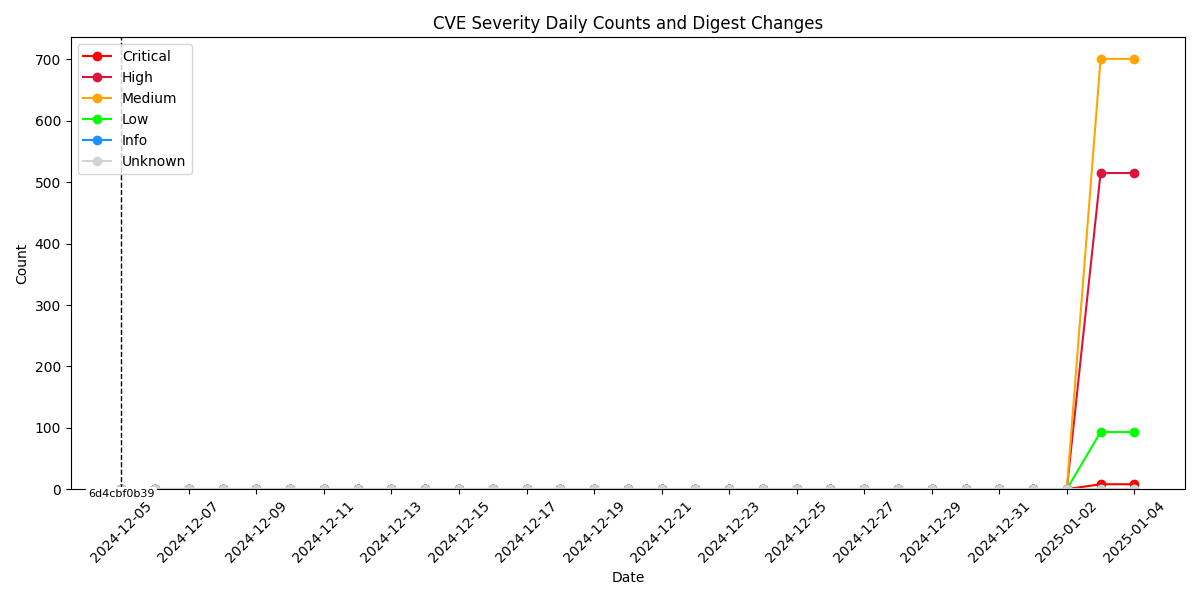 CVE Severity Daily Counts and Digest Changes
Critical
High
Medium
Low
Info
Unknown
700
600
500
400
300
200
100
0
Count
6d4cbf0b39
2024-12-05
2024-12-07
2024-12-09
2024-12-11
2024-12-13
2024-12-15
2024-12-17
2024-12-19
2024-12-21
2024-12-23
2024-12-25
2024-12-27
2024-12-29
2024-12-31
2025-01-02
2025-01-04
Date